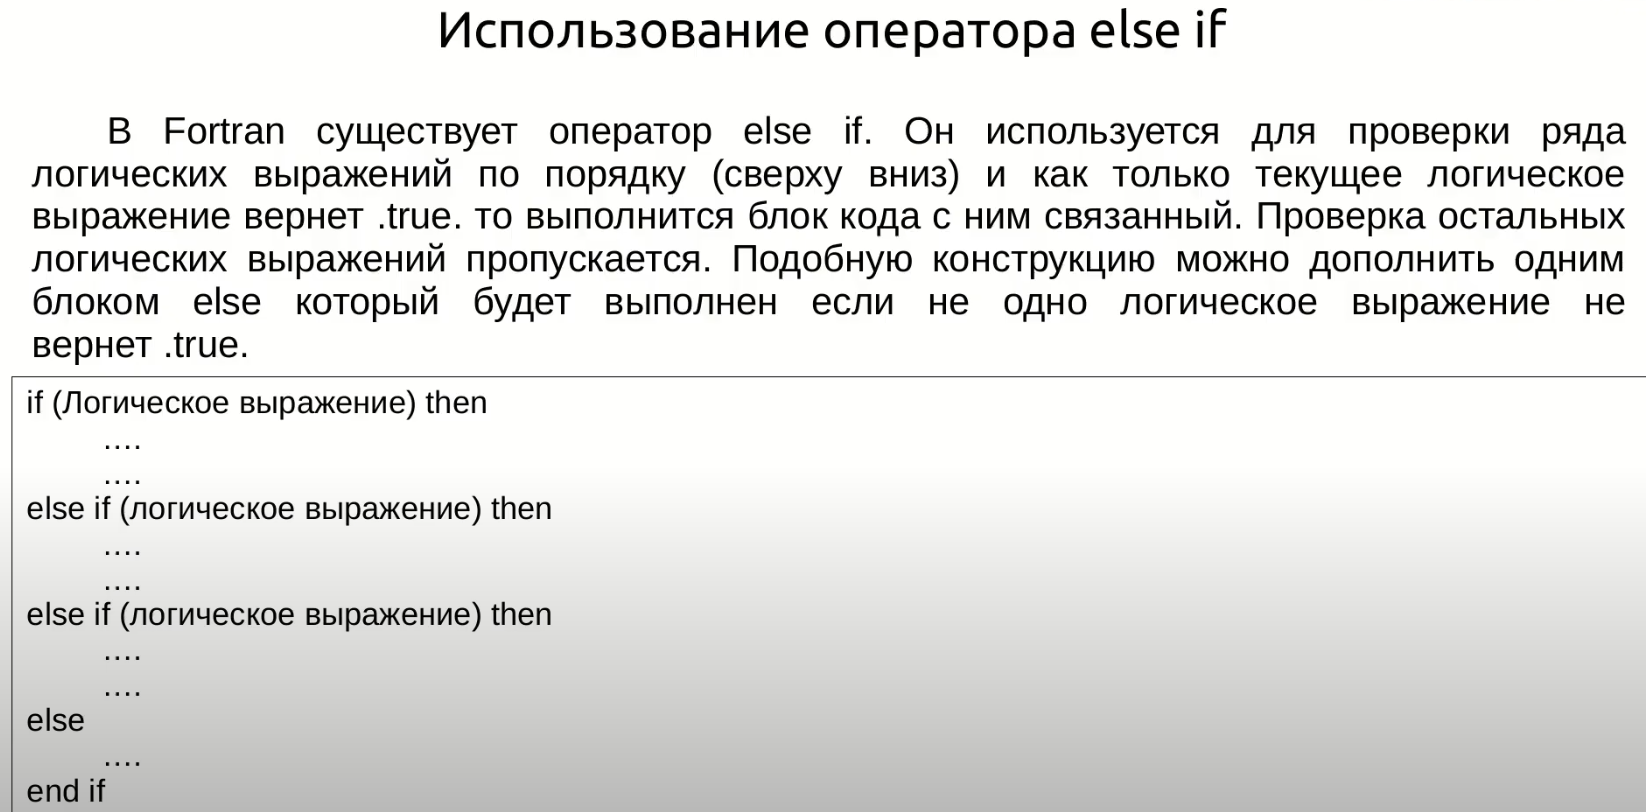 Использование оператора else if
В Fortran существует оператор else if. Он используется для проверки ряда
логических выражений по порядку (сверху вниз) и как только текущее логическое
выражение вернет .true. то выполнится блок кода с ним связанный. Проверка остальных
логических выражений пропускается. Подобную конструкцию можно дополнить одним
блоком else который будет выполнен если не одно логическое выражение не
вернет .true.
if (Логическое выражение) then
....
....
else if (логическое выражение) then
....
....
else if (логическое выражение) then
....
....
else
....
end if